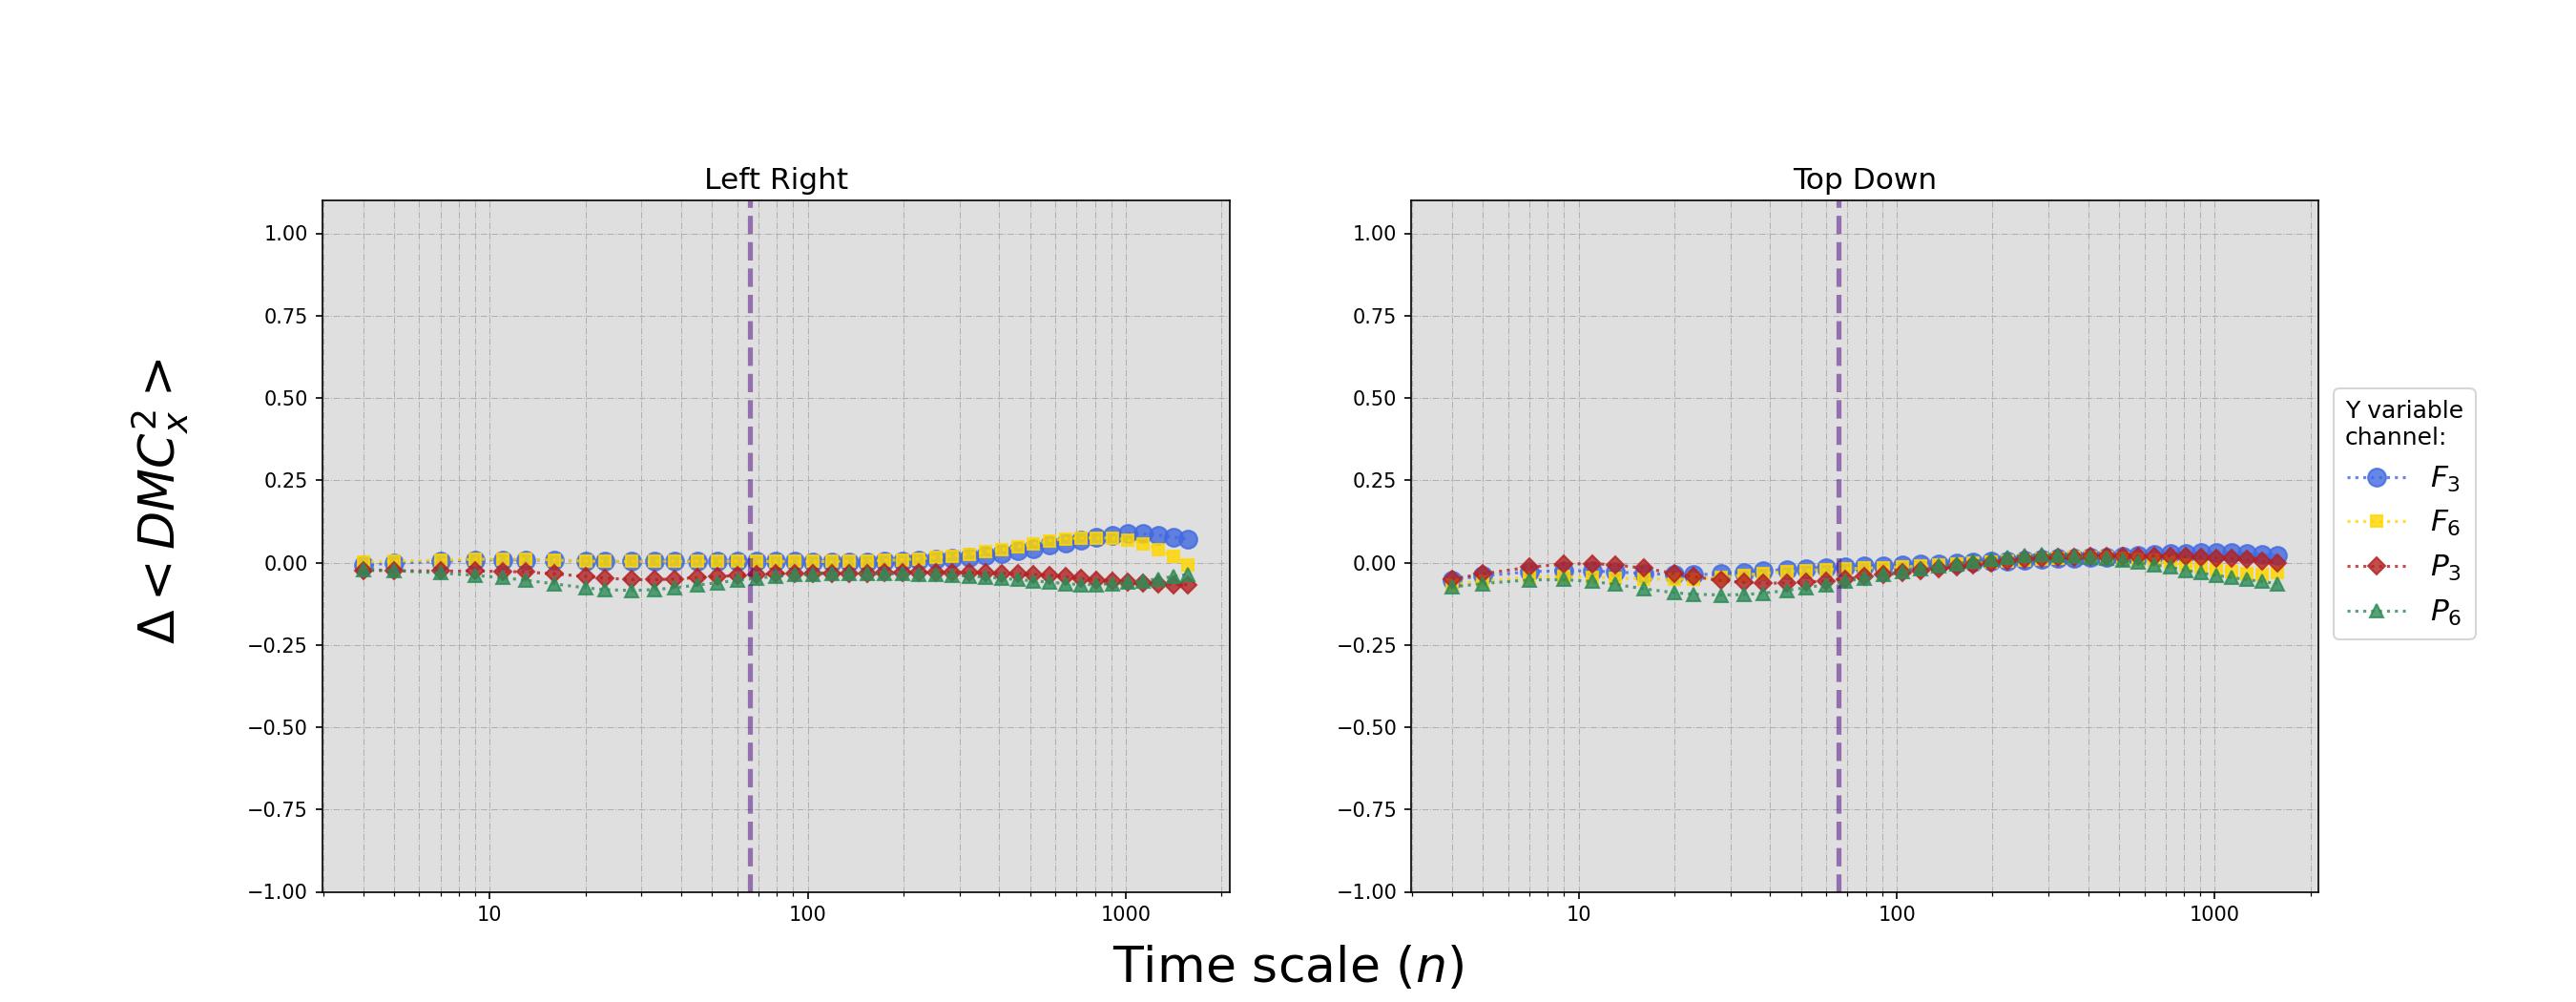 Left Right
Top Down
1.00
0.75
0.50
0.25
0.00
−0.25
−0.50
−0.75
−1.00
10 100 1000
1.00
0.75
0.50
0.25
0.00
−0.25
−0.50
−0.75
−1.00
10 100 1000
Δ < DMC²ₓ >
Time scale (n)
Y variable
channel:
F₃
F₆
P₃
P₆